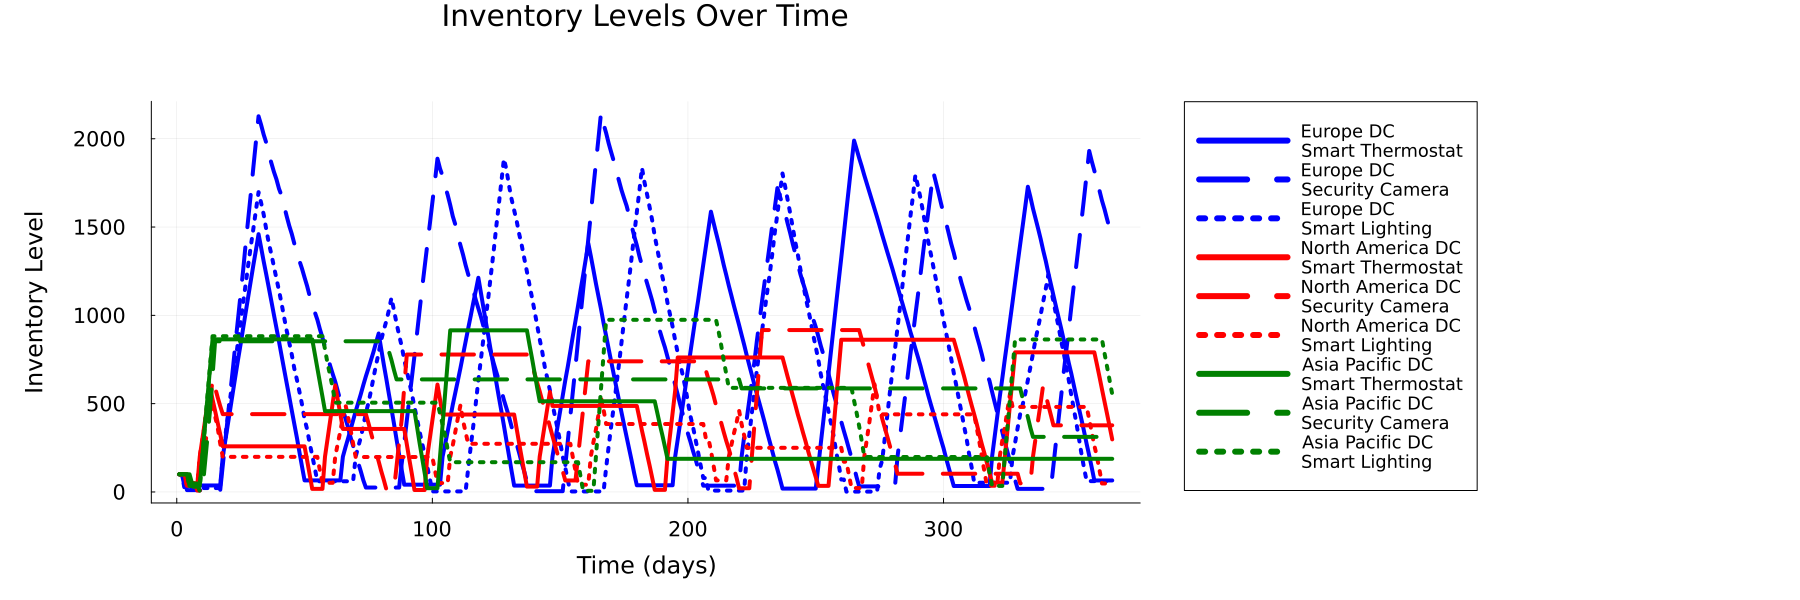 Inventory Levels Over Time
Inventory Level
2000
1500
1000
500
0
0
100
200
300
Time (days)
Europe DC
Smart Thermostat
Europe DC
Security Camera
Europe DC
Smart Lighting
North America DC
Smart Thermostat
North America DC
Security Camera
North America DC
Smart Lighting
Asia Pacific DC
Smart Thermostat
Asia Pacific DC
Security Camera
Asia Pacific DC
Smart Lighting